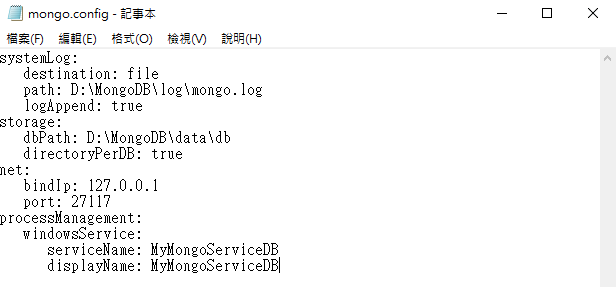 mongo.config - 記事本
檔案(F) 編輯(E) 格式(O) 檢視(V) 說明(H)
systemLog:
   destination: file
   path: D:\MongoDB\log\mongo.log
   logAppend: true
storage:
   dbPath: D:\MongoDB\data\db
   directoryPerDB: true
net:
   bindIp: 127.0.0.1
   port: 27117
processManagement:
   windowsService:
      serviceName: MyMongoServiceDB
      displayName: MyMongoServiceDB